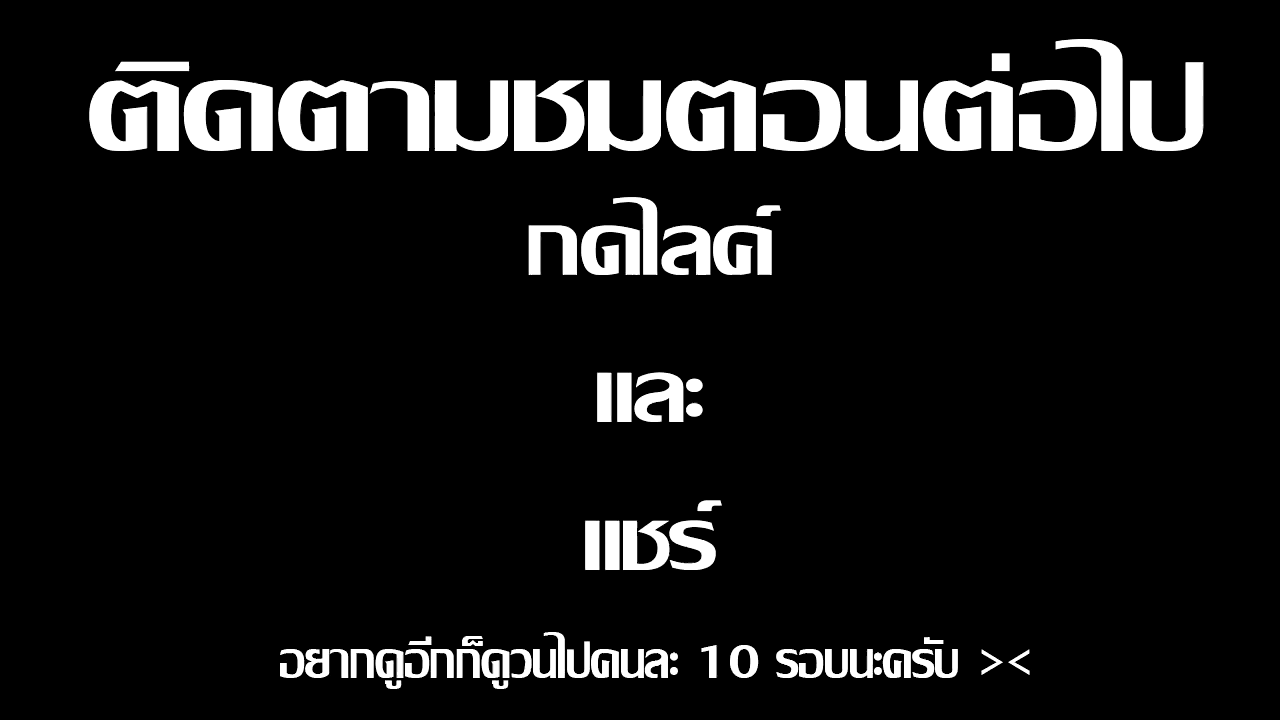 ติดตามชมตอนต่อไป
กดไลค์
และ
แชร์
อยากดูอีกก็ดูวนไปคนละ 10 รอบนะครับ ><